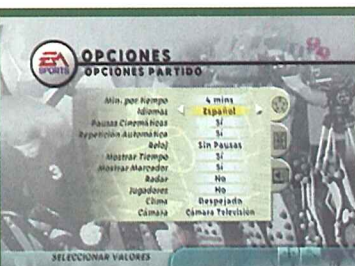 EA
SPORTS
OPCIONES
OPCIONES PARTIDO
Min. por tiempo 4 mins
Idiomas Español
Pausas Cinemáticas Sí
Repetición Automática Sí
Reloj Sin Pausas
Mostrar Tiempo Sí
Mostrar Marcador Sí
Radar No
Jugadores No
Clima Despejado
Cámara Cámara Televisión
SELECCIONAR VALORES